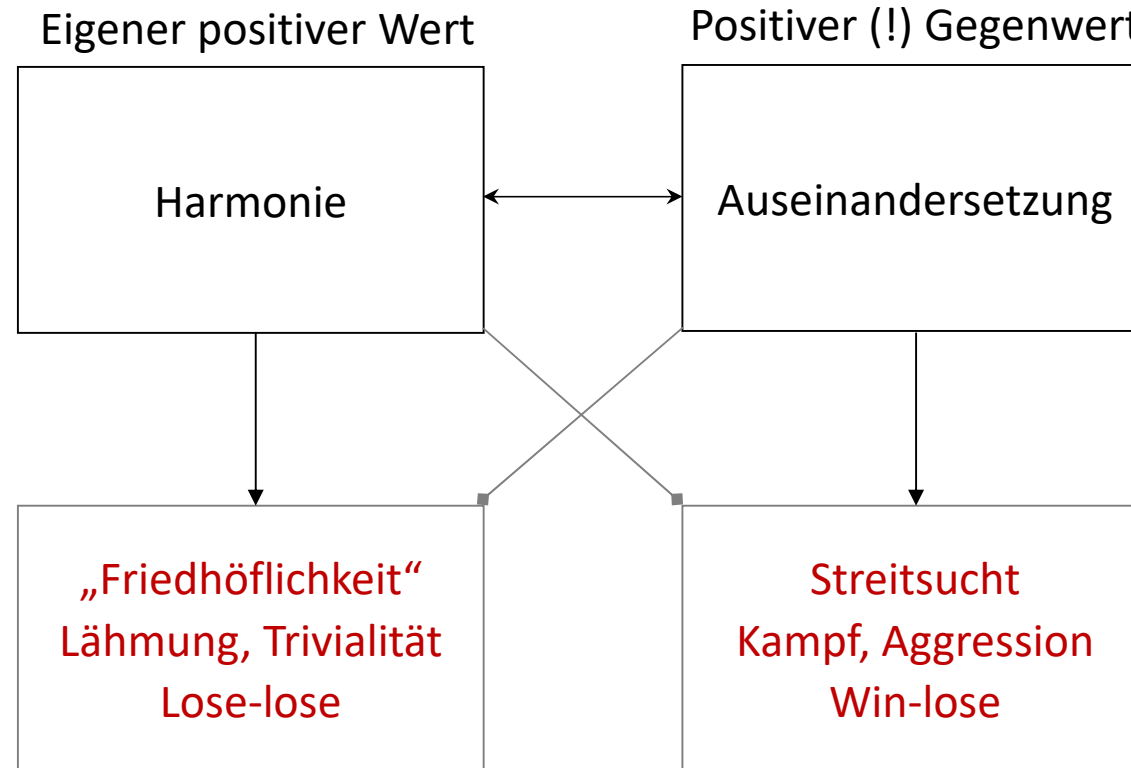 Eigener positiver Wert
Positiver (!) Gegenwert
Harmonie
Auseinandersetzung
„Friedhöflichkeit“
Lähmung, Trivialität
Lose-lose
Streitsucht
Kampf, Aggression
Win-lose